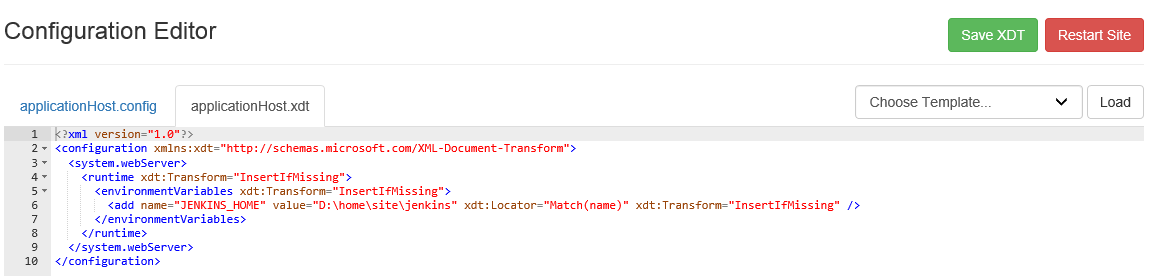 Configuration Editor
Save XDT
Restart Site
applicationHost.config
applicationHost.xdt
Choose Template...
Load
1 <?xml version="1.0"?>
2 <configuration xmlns:xdt="http://schemas.microsoft.com/XML-Document-Transform">
3 <system.webServer>
4 <runtime xdt:Transform="InsertIfMissing">
5 <environmentVariables xdt:Transform="InsertIfMissing">
6 <add name="JENKINS_HOME" value="D:\home\site\jenkins" xdt:Locator="Match(name)" xdt:Transform="InsertIfMissing" />
7 </environmentVariables>
8 </runtime>
9 </system.webServer>
10 </configuration>